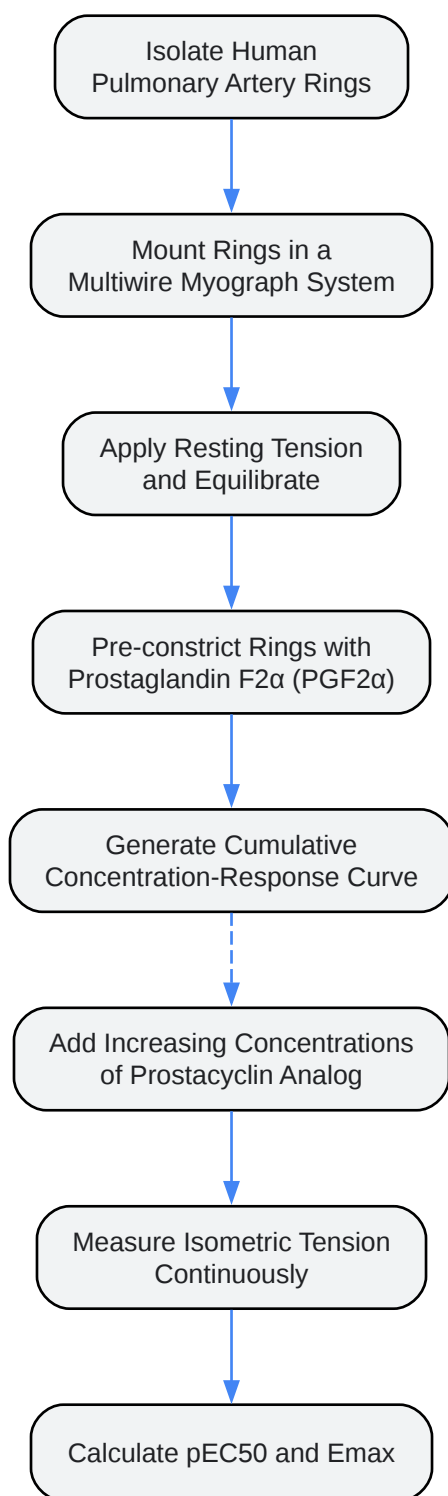 Isolate Human
Pulmonary Artery Rings
Mount Rings in a
Multiwire Myograph System
Apply Resting Tension
and Equilibrate
Pre-constrict Rings with
Prostaglandin F2α (PGF2α)
Generate Cumulative
Concentration-Response Curve
Add Increasing Concentrations
of Prostacyclin Analog
Measure Isometric Tension
Continuously
Calculate pEC50 and Emax